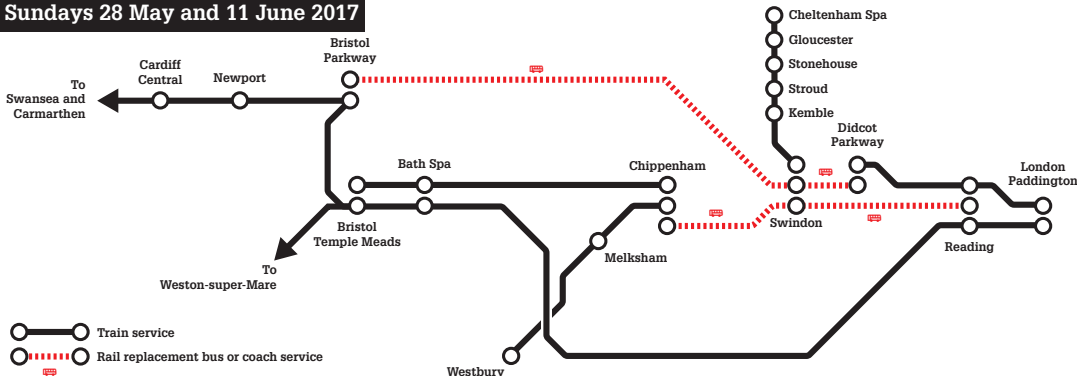 Sundays 28 May and 11 June 2017
Cheltenham Spa
Gloucester
Stonehouse
Stroud
Kemble
Bristol
Parkway
Cardiff
Central
Newport
To
Swansea and
Carmarthen
Didcot
Parkway
Bath Spa
Chippenham
London
Paddington
Swindon
Bristol
Temple Meads
Reading
Melksham
To
Weston-super-Mare
Train service
Rail replacement bus or coach service
Westbury